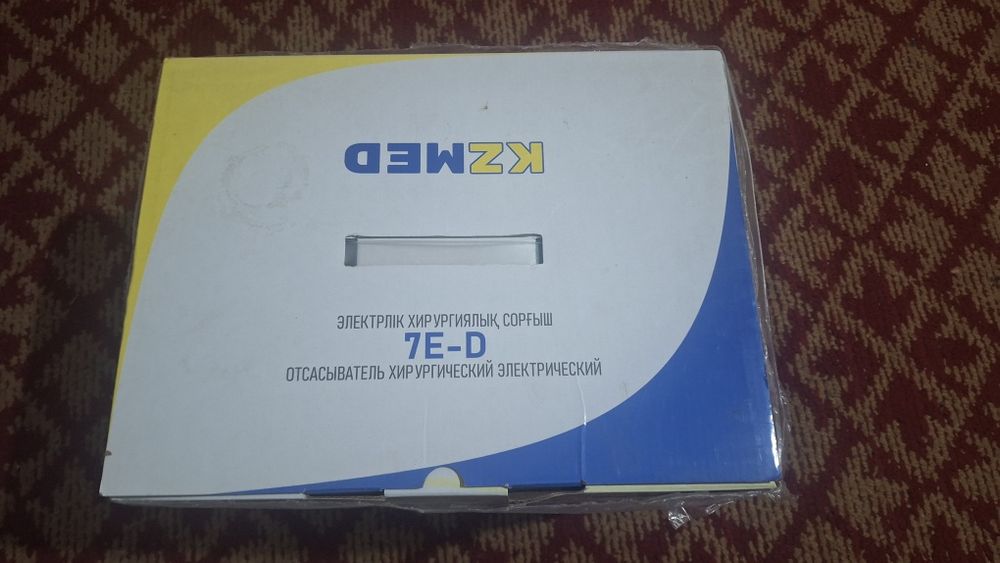 KZMED
ЭЛЕКТРЛІК ХИРУРГИЯЛЫҚ СОРҒЫШ
7E-D
ОТСАСЫВАТЕЛЬ ХИРУРГИЧЕСКИЙ ЭЛЕКТРИЧЕСКИЙ